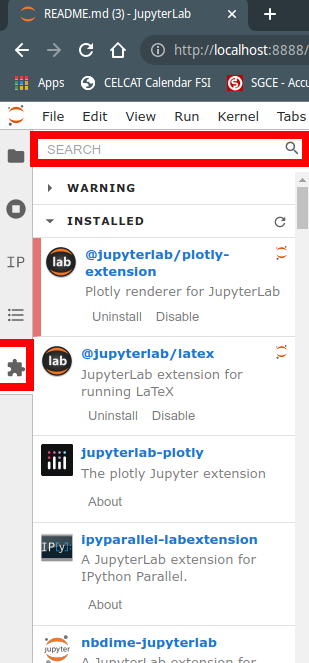 README.md (3) - JupyterLab
http://localhost:8888/
Apps
CELCAT Calendar FSI
SGCE - Accu
File Edit View Run Kernel Tabs
SEARCH
WARNING
INSTALLED
IP
lab
@jupyterlab/plotly-
extension
Plotly renderer for JupyterLab
Uninstall Disable
lab
@jupyterlab/latex
JupyterLab extension for
running LaTeX
Uninstall Disable
jupyterlab-plotly
The plotly Jupyter extension
About
IPy
ipyparallel-labextension
A JupyterLab extension for
IPython Parallel.
About
jupyter
nbdime-jupyterlab
A JupyterLab extension for